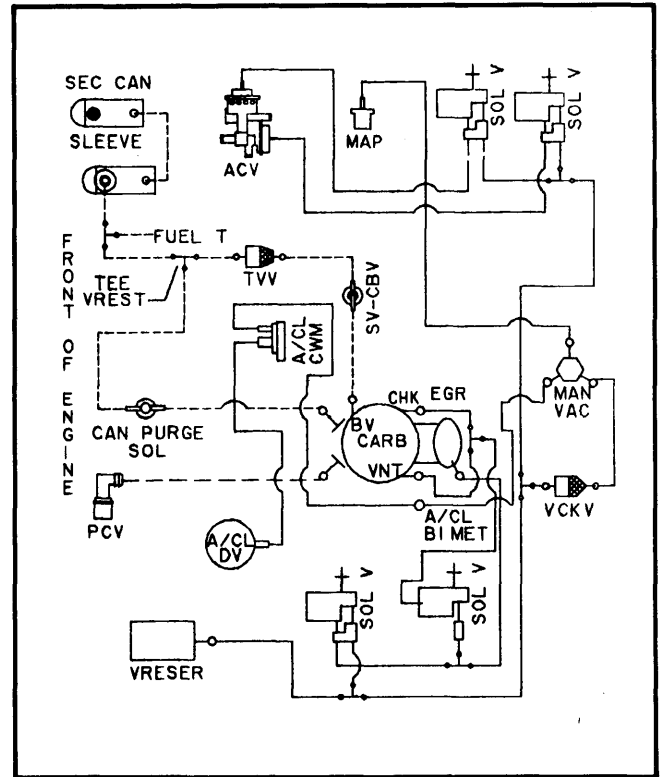 SEC CAN
SLEEVE
ACV
MAP
SOL V
SOL V
FUEL T
TEE
VREST
TVV
SV-CBV
FRONT OF ENGINE
A/CL
CWM
CHK
EGR
MAN
VAC
CAN PURGE
SOL
BV
CARB
VNT
PCV
A/CL
DV
A/CL
BIMET
VCKV
SOL V
SOL V
VRESER